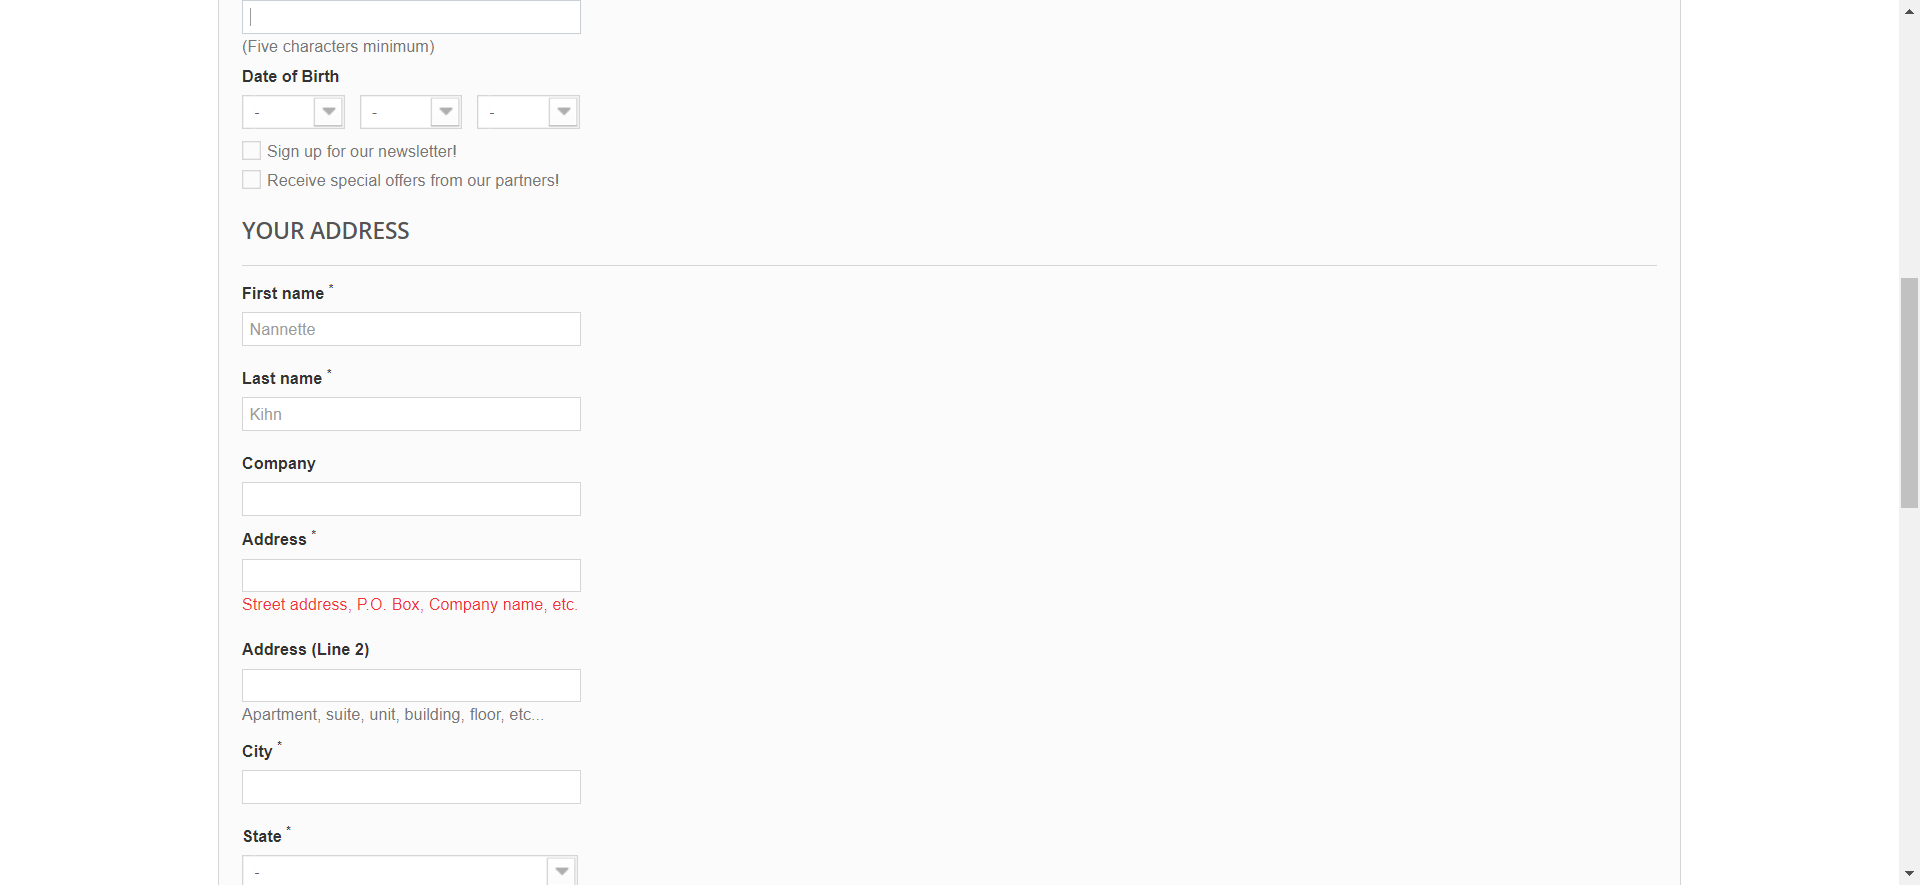 (Five characters minimum)
Date of Birth
- - -
Sign up for our newsletter!
Receive special offers from our partners!
YOUR ADDRESS
First name *
Nannette
Last name *
Kihn
Company
Address *
Street address, P.O. Box, Company name, etc.
Address (Line 2)
Apartment, suite, unit, building, floor, etc...
City *
State *
-